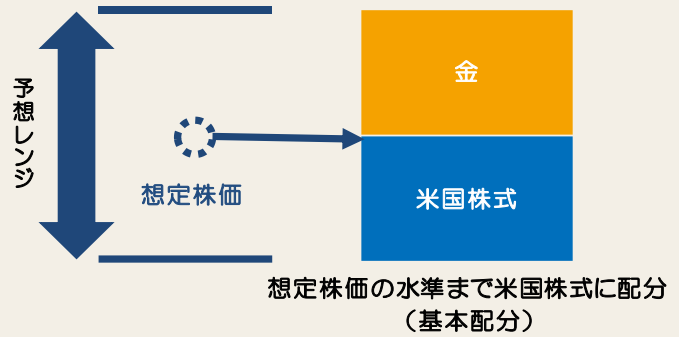 予想レンジ
金
想定株価
米国株式
想定株価の水準まで米国株式に配分
（基本配分）